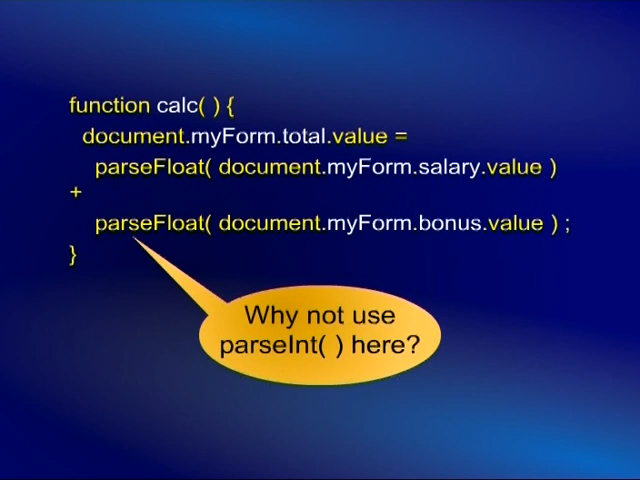 function calc( ) {
document.myForm.total.value =
parseFloat( document.myForm.salary.value )
+
parseFloat( document.myForm.bonus.value ) ;
}
Why not use
parseInt( ) here?